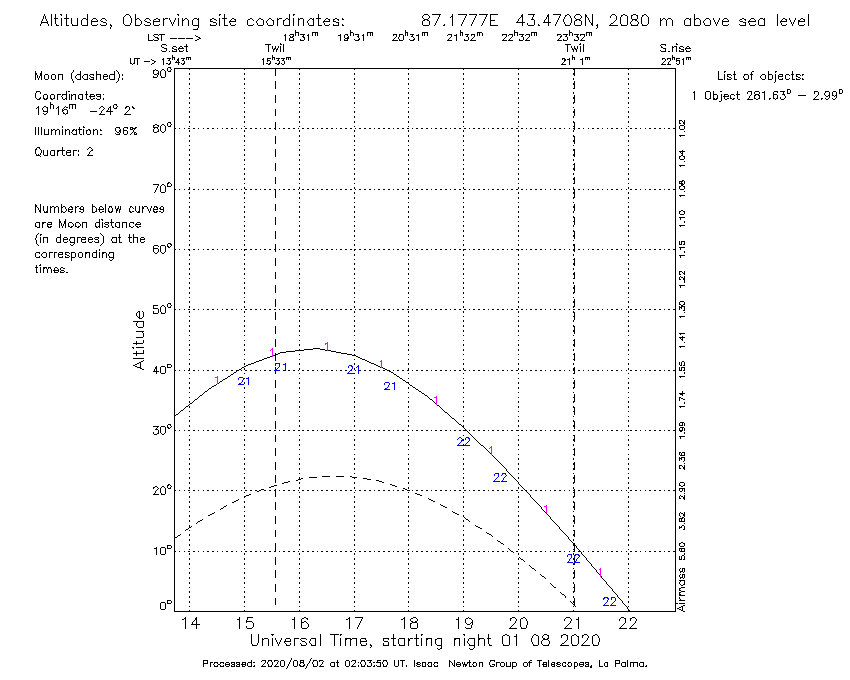 Altitudes, Observing site coordinates: 87.1777E 43.4708N, 2080 m above sea level
LST ---> 18ʰ31ᵐ 19ʰ31ᵐ 20ʰ31ᵐ 21ʰ32ᵐ 22ʰ32ᵐ 23ʰ32ᵐ
S.set Twil Twil S.rise
UT -> 13ʰ43ᵐ 15ʰ33ᵐ 21ʰ 1ᵐ 22ʰ51ᵐ
Moon (dashed):
Coordinates:
19ʰ16ᵐ -24° 2'
Illumination: 96%
Quarter: 2
Numbers below curves
are Moon distance
(in degrees) at the
corresponding
times.
List of objects:
1 Object 281.63ᴰ - 2.99ᴰ
90°
80°
70°
60°
50°
40°
30°
20°
10°
0°
Altitude
1 1 1 1 1 1 1 1
21 21 21 21 22 22 22 22
1.02
1.04
1.06
1.10
1.15
1.22
1.30
1.41
1.55
1.74
1.99
2.36
2.90
3.82
5.60
Airmass
14 15 16 17 18 19 20 21 22
Universal Time, starting night 01 08 2020
Processed: 2020/08/02 at 02:03:50 UT. Isaac Newton Group of Telescopes, La Palma.